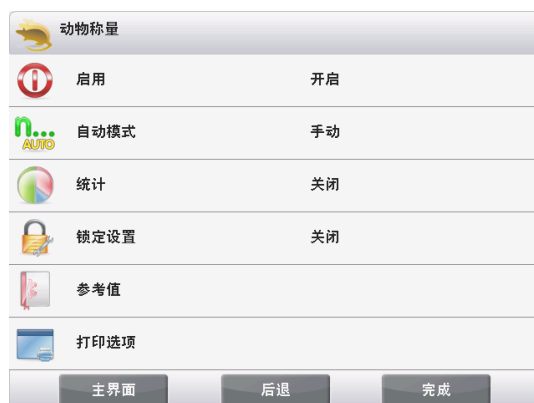 动物称量
启用 开启
n... AUTO 自动模式 手动
统计 关闭
锁定设置 关闭
参考值
打印选项
主界面 后退 完成